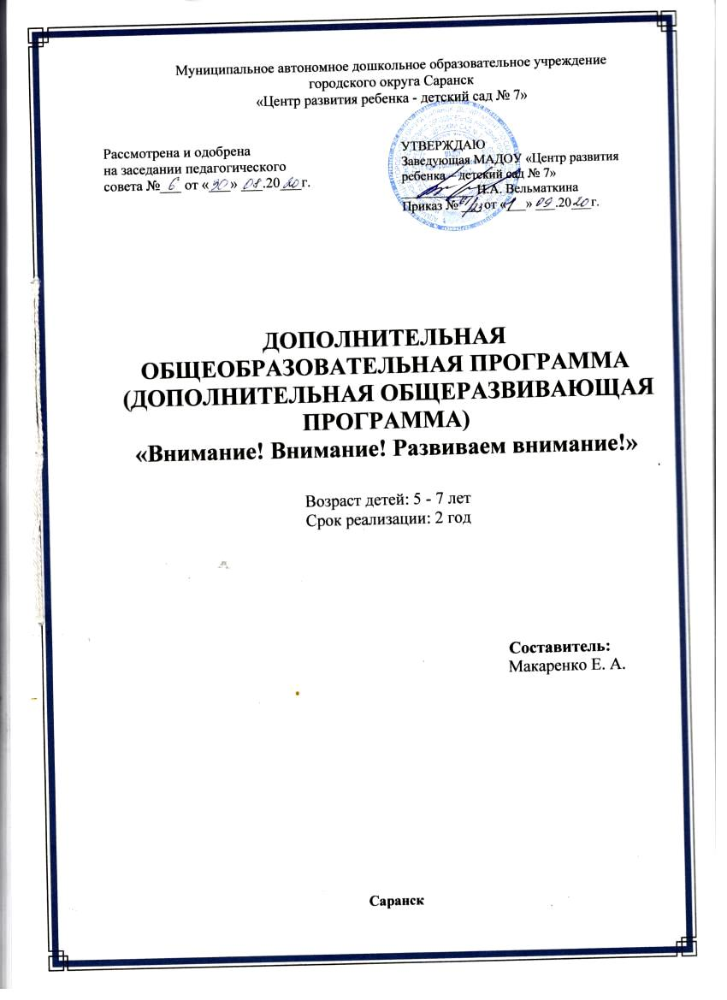 Муниципальное автономное дошкольное образовательное учреждение
городского округа Саранск
«Центр развития ребенка - детский сад № 7»
Рассмотрена и одобрена
на заседании педагогического
совета № 6 от « 30 » 08.2020 г.
УТВЕРЖДАЮ
Заведующая МАДОУ «Центр развития
ребенка – детский сад № 7»
Н.А. Вельматкина
Приказ № от « 1 » 09.2020 г.
ДОПОЛНИТЕЛЬНАЯ
ОБЩЕОБРАЗОВАТЕЛЬНАЯ ПРОГРАММА
(ДОПОЛНИТЕЛЬНАЯ ОБЩЕРАЗВИВАЮЩАЯ
ПРОГРАММА)
«Внимание! Внимание! Развиваем внимание!»
Возраст детей: 5 - 7 лет
Срок реализации: 2 год
Составитель:
Макаренко Е. А.
Саранск